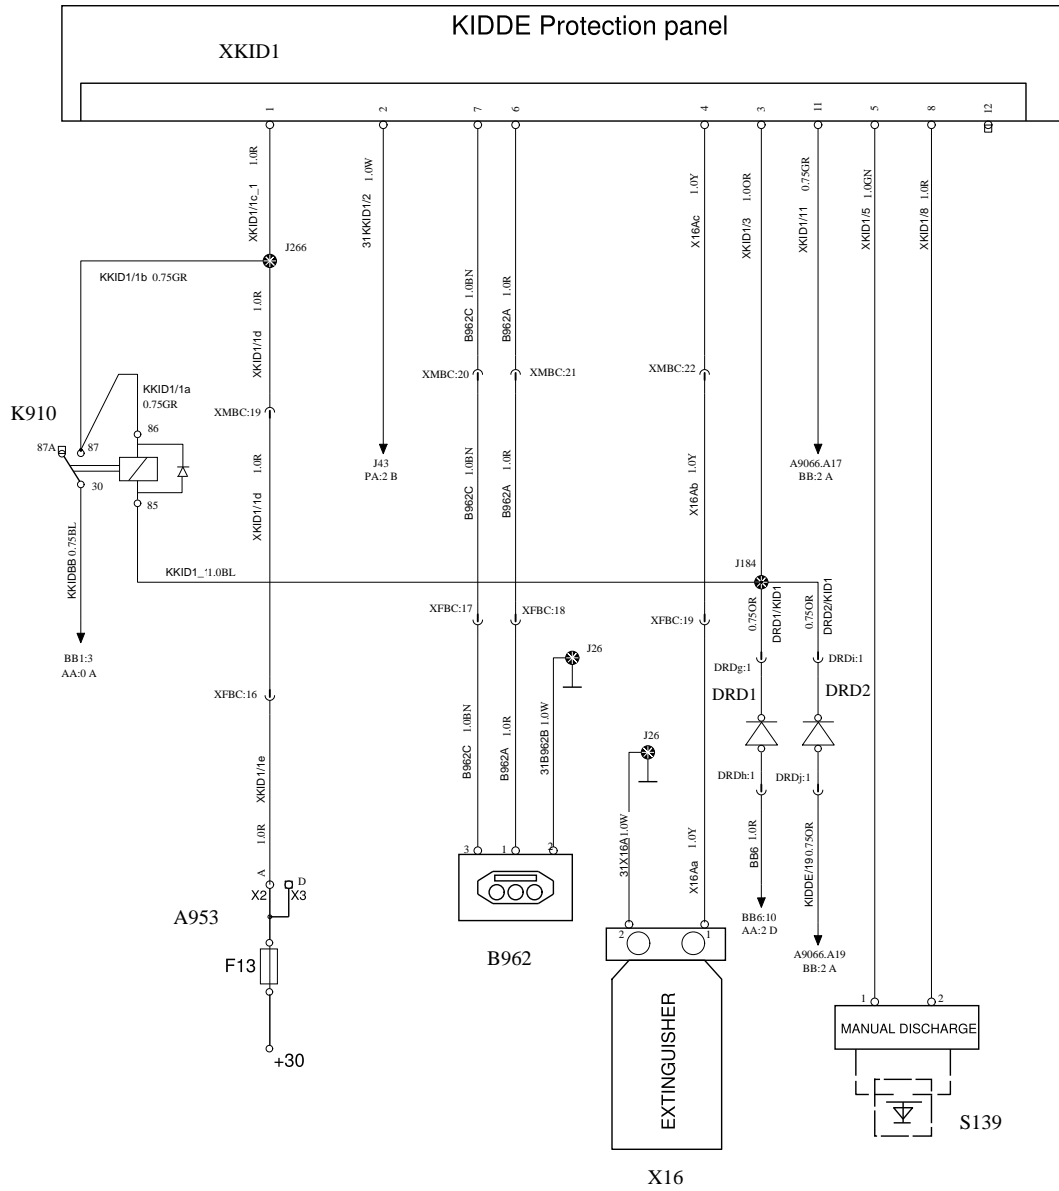 KIDDE Protection panel
XKID1
1
2
7
6
4
3
11
5
8
12
XKID1/1c_1 1.0R
31KKID1/2 1.0W
B962C 1.0BN
B962A 1.0R
X16Ac 1.0Y
XKID1/3 1.0OR
XKID1/11 0.75GR
XKID1/5 1.0GN
XKID1/8 1.0R
J266
KKID1/1b 0.75GR
XKID1/1d 1.0R
XMBC:20
XMBC:21
XMBC:22
KKID1/1a
0.75GR
K910
XMBC:19
86
87A
87
30
85
J43
PA:2 B
A9066.A17
BB:2 A
XKID1/1d 1.0R
B962C 1.0BN
B962A 1.0R
X16Ab 1.0Y
KKIDBB 0.75BL
KKID1_1 1.0BL
J184
0.75OR
DRD1/KID1
0.75OR
DRD2/KID1
XFBC:17
XFBC:18
XFBC:19
BB1:3
AA:0 A
J26
DRDg:1
DRDi:1
XFBC:16
DRD1
DRD2
B962C 1.0BN
B962A 1.0R
31B962B 1.0W
J26
DRDh:1
DRDj:1
XKID1/1e 1.0R
31X16A 1.0W
X16Aa 1.0Y
BB6 1.0R
KIDDE/19 0.75OR
3
1
2
A
D
X2
X3
A953
BB6:10
AA:2 D
2
1
A9066.A19
BB:2 A
B962
F13
+30
1
2
MANUAL DISCHARGE
EXTINGUISHER
S139
X16